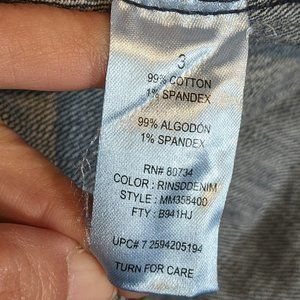 3
99% COTTON
1% SPANDEX
99% ALGODÓN
1% SPANDEX
RN# 80734
COLOR : RINSDDENIM
STYLE : MM358400
FTY : B941HJ
UPC# 7 2594205194
TURN FOR CARE